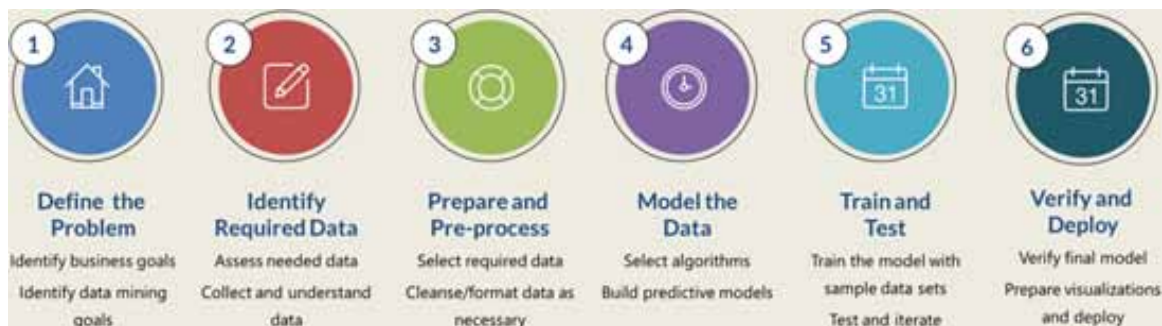 1
Define the
Problem
Identify business goals
Identify data mining
goals
2
Identify
Required Data
Assess needed data
Collect and understand
data
3
Prepare and
Pre-process
Select required data
Cleanse/format data as
necessary
4
Model the
Data
Select algorithms
Build predictive models
5
31
Train and
Test
Train the model with
sample data sets
Test and iterate
6
31
Verify and
Deploy
Verify final model
Prepare visualizations
and deploy